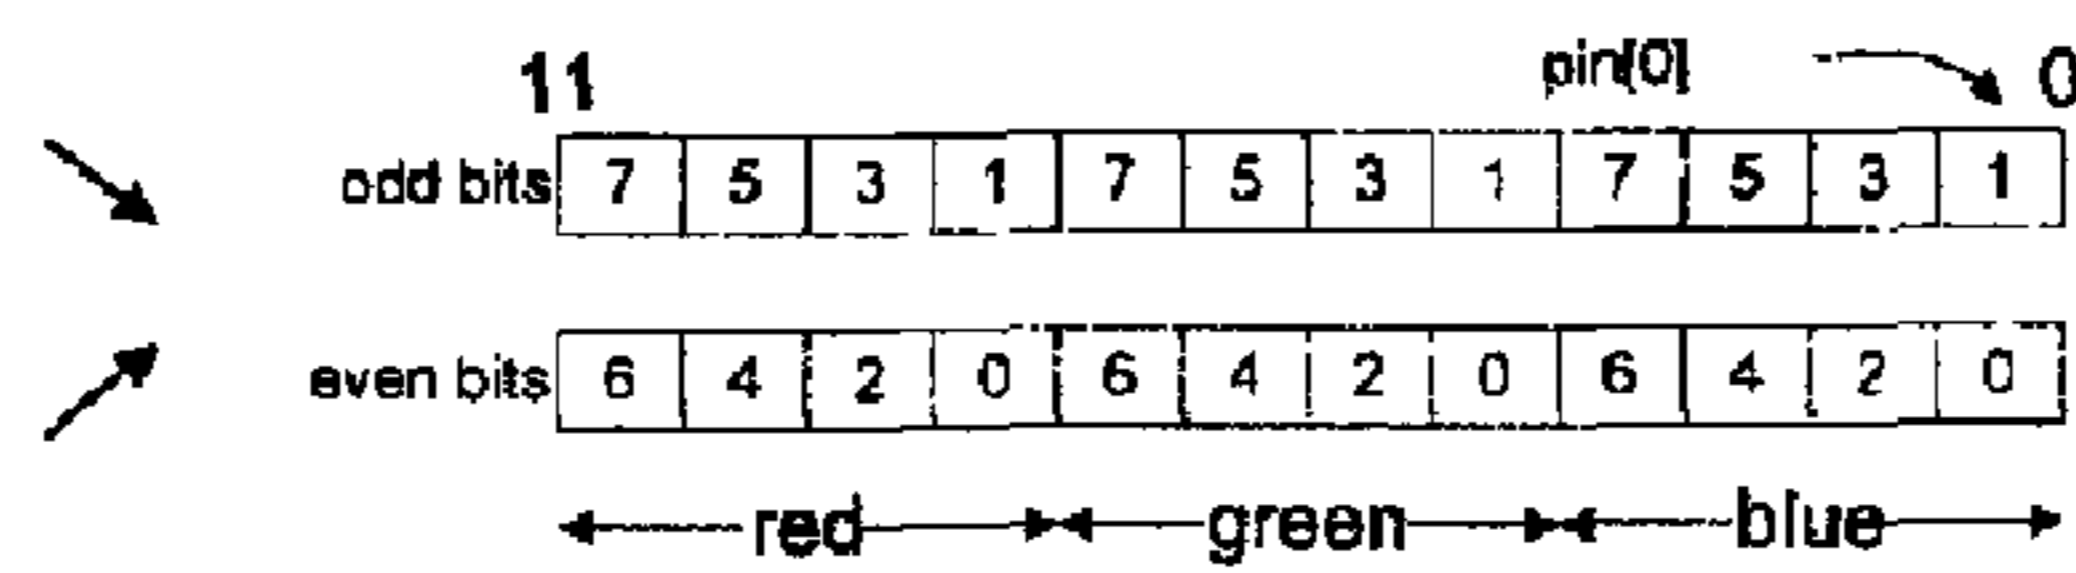 11 pin[0] 0
odd bits 7 5 3 1 7 5 3 1 7 5 3 1
even bits 6 4 2 0 6 4 2 0 6 4 2 0
red green blue